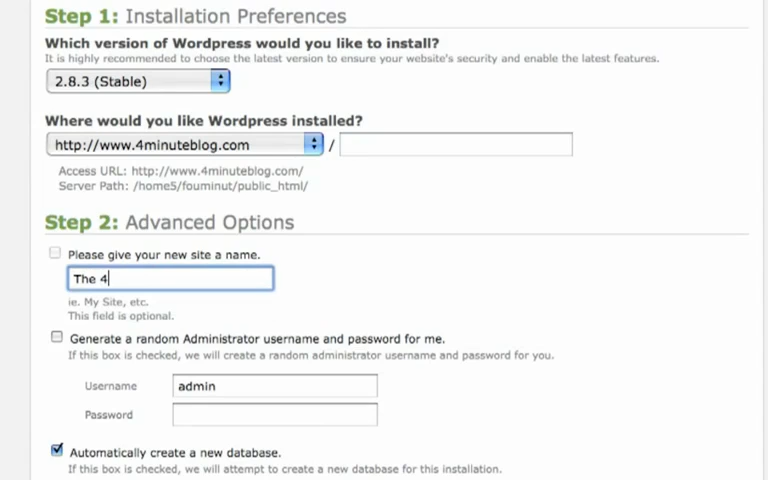 Step 1: Installation Preferences
Which version of Wordpress would you like to install?
It is highly recommended to choose the latest version to ensure your website's security and enable the latest features.
2.8.3 (Stable)
Where would you like Wordpress installed?
http://www.4minuteblog.com /
Access URL: http://www.4minuteblog.com/
Server Path: /home5/fouminut/public_html/
Step 2: Advanced Options
Please give your new site a name.
The 4
ie. My Site, etc.
This field is optional.
Generate a random Administrator username and password for me.
If this box is checked, we will create a random administrator username and password for you.
Username admin
Password
Automatically create a new database.
If this box is checked, we will attempt to create a new database for this installation.